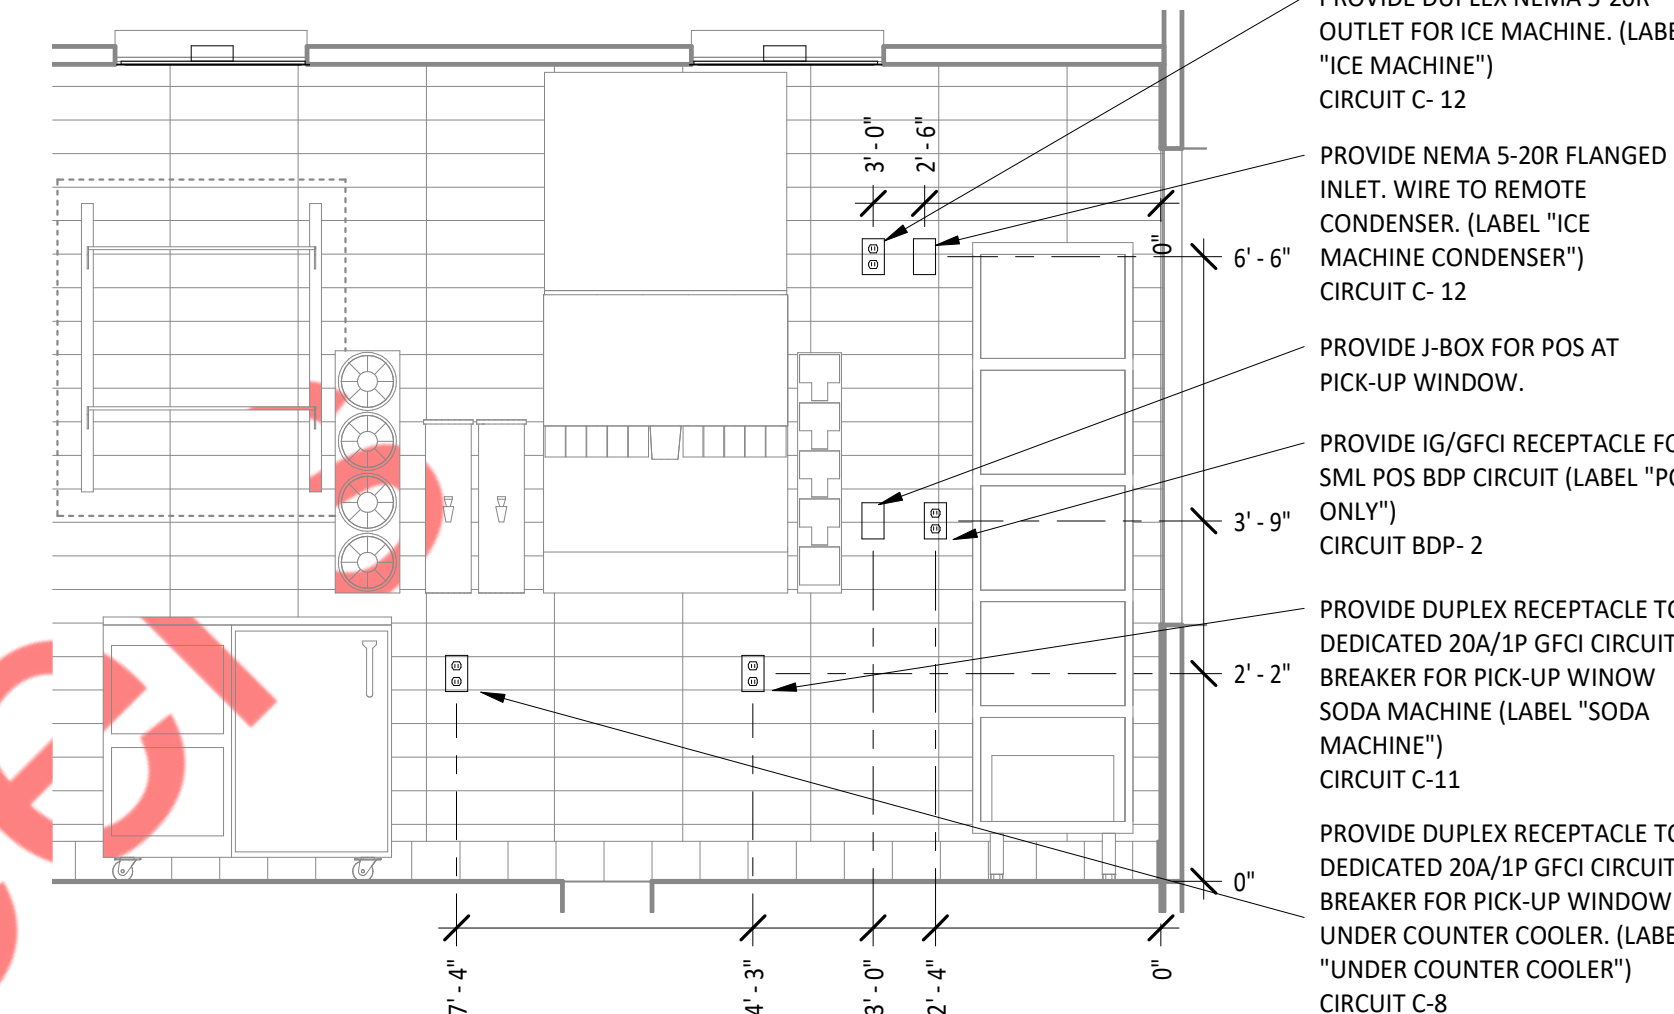 PROVIDE DUPLEX NEMA 5-20R
OUTLET FOR ICE MACHINE. (LABE
"ICE MACHINE")
CIRCUIT C- 12
3' - 0"
2' - 6"
PROVIDE NEMA 5-20R FLANGED
INLET. WIRE TO REMOTE
CONDENSER. (LABEL "ICE
MACHINE CONDENSER")
CIRCUIT C- 12
0"
6' - 6"
PROVIDE J-BOX FOR POS AT
PICK-UP WINDOW.
PROVIDE IG/GFCI RECEPTACLE FO
SML POS BDP CIRCUIT (LABEL "PO
ONLY")
CIRCUIT BDP- 2
3' - 9"
PROVIDE DUPLEX RECEPTACLE TO
DEDICATED 20A/1P GFCI CIRCUIT
BREAKER FOR PICK-UP WINOW
SODA MACHINE (LABEL "SODA
MACHINE")
CIRCUIT C-11
2' - 2"
PROVIDE DUPLEX RECEPTACLE TO
DEDICATED 20A/1P GFCI CIRCUIT
BREAKER FOR PICK-UP WINDOW
UNDER COUNTER COOLER. (LABE
"UNDER COUNTER COOLER")
CIRCUIT C-8
0"
7' - 4"
4' - 3"
3' - 0"
2' - 4"
0"